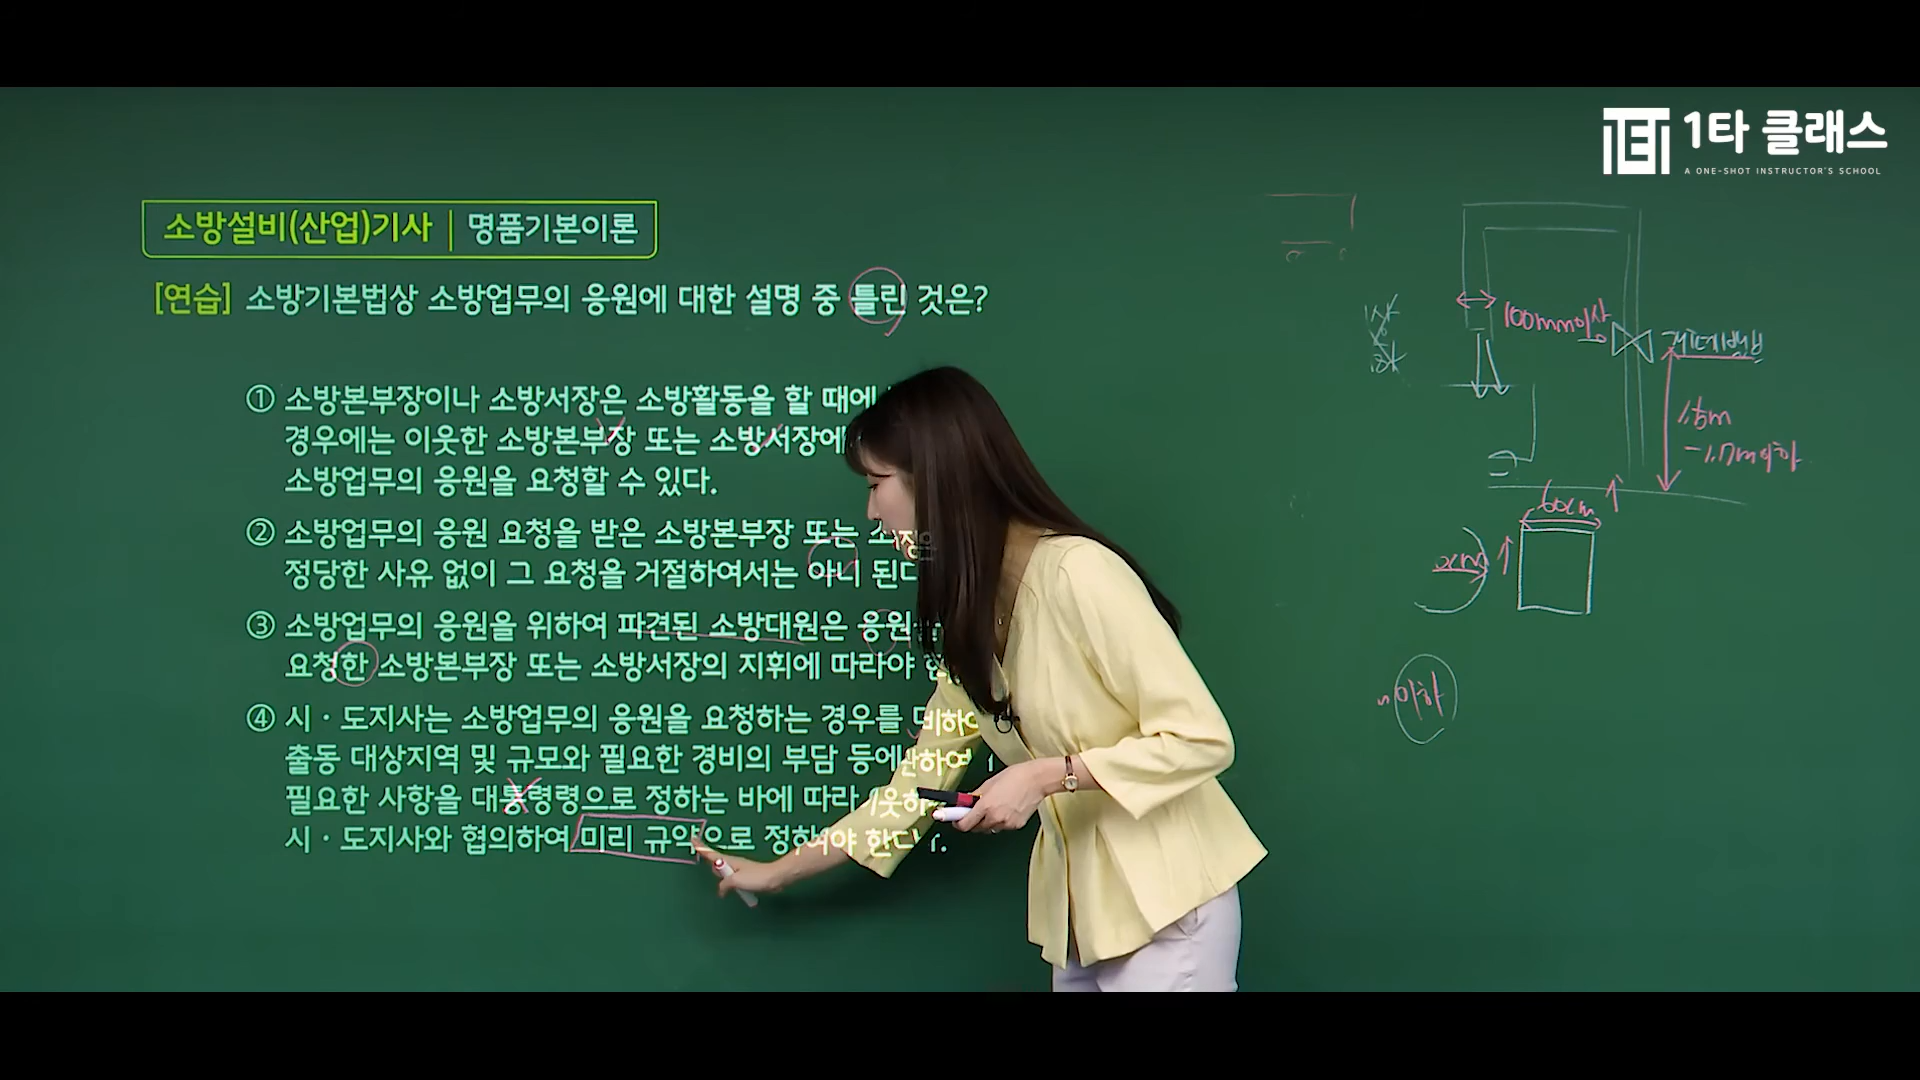 1타 클래스
A ONE-SHOT INSTRUCTOR'S SCHOOL
소방설비(산업)기사 | 명품기본이론
[연습] 소방기본법상 소방업무의 응원에 대한 설명 중 틀린 것은?
① 소방본부장이나 소방서장은 소방활동을 할 때에
경우에는 이웃한 소방본부장 또는 소방서장에
소방업무의 응원을 요청할 수 있다.
② 소방업무의 응원 요청을 받은 소방본부장 또는
정당한 사유 없이 그 요청을 거절하여서는 아니 된다
③ 소방업무의 응원을 위하여 파견된 소방대원은 응원을
요청한 소방본부장 또는 소방서장의 지휘에 따라야
④ 시·도지사는 소방업무의 응원을 요청하는 경우를 대비하여
출동 대상지역 및 규모와 필요한 경비의 부담 등에 관하여
필요한 사항을 대통령령으로 정하는 바에 따라 이웃하
시·도지사와 협의하여 미리 규약으로 정하여야 한다.
100mm이상
1.5m
-1.7m이하
60cm
이하